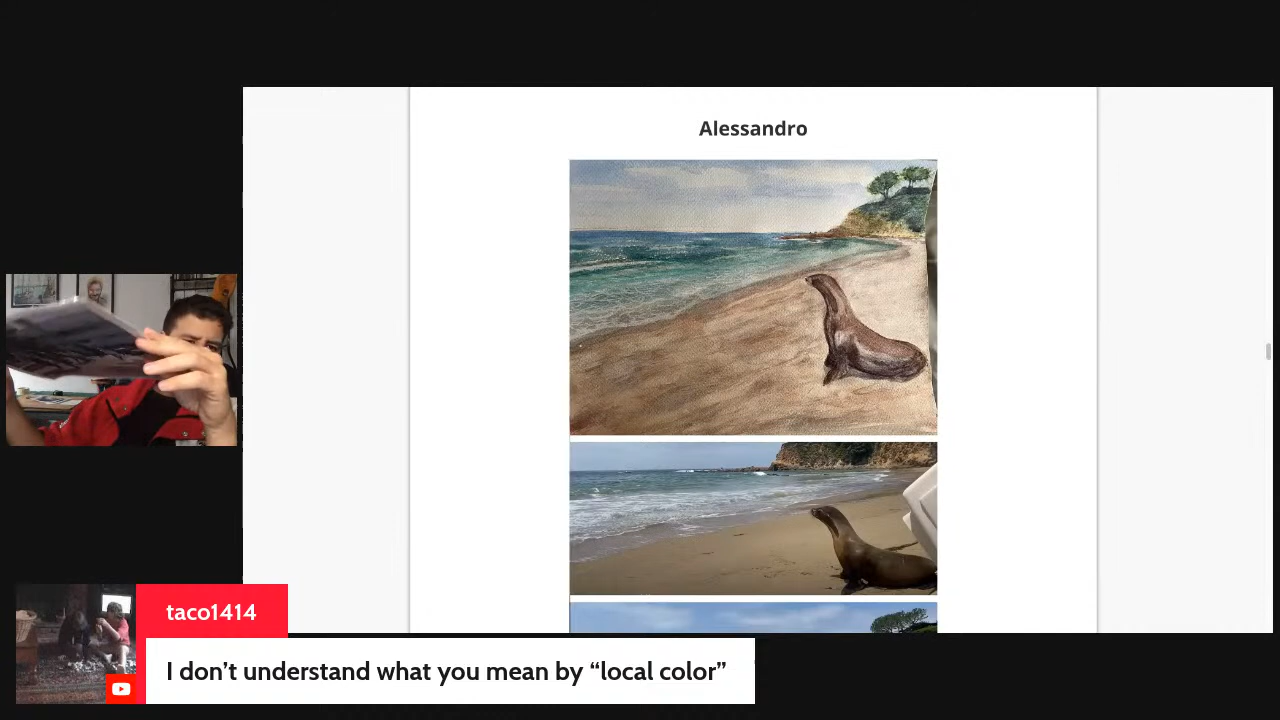 Alessandro
taco1414
I don’t understand what you mean by “local color”